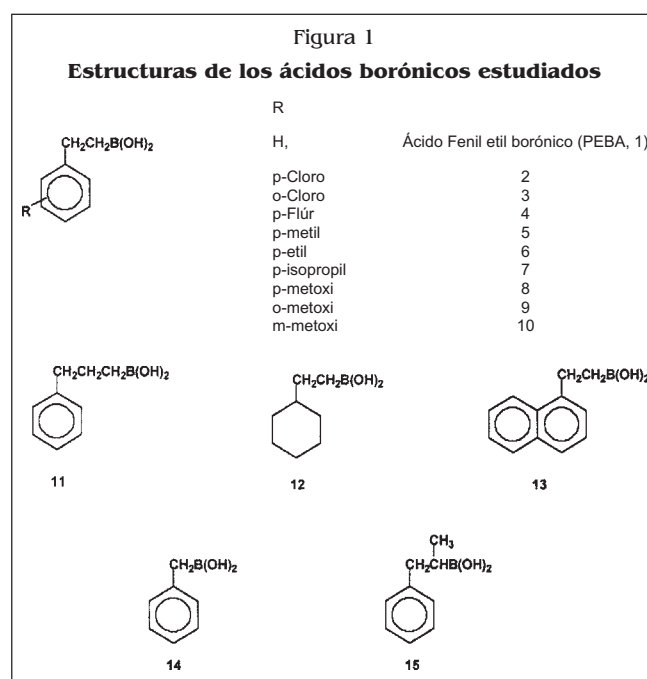 Figura 1
Estructuras de los ácidos borónicos estudiados
R
CH₂CH₂B(OH)₂
H, Ácido Fenil etil borónico (PEBA, 1)
R
p-Cloro 2
o-Cloro 3
p-Flúr 4
p-metil 5
p-etil 6
p-isopropil 7
p-metoxi 8
o-metoxi 9
m-metoxi 10
CH₂CH₂CH₂B(OH)₂ CH₂CH₂B(OH)₂ CH₂CH₂B(OH)₂
11 12 13
CH₃
CH₂B(OH)₂ CH₂CHB(OH)₂
14 15